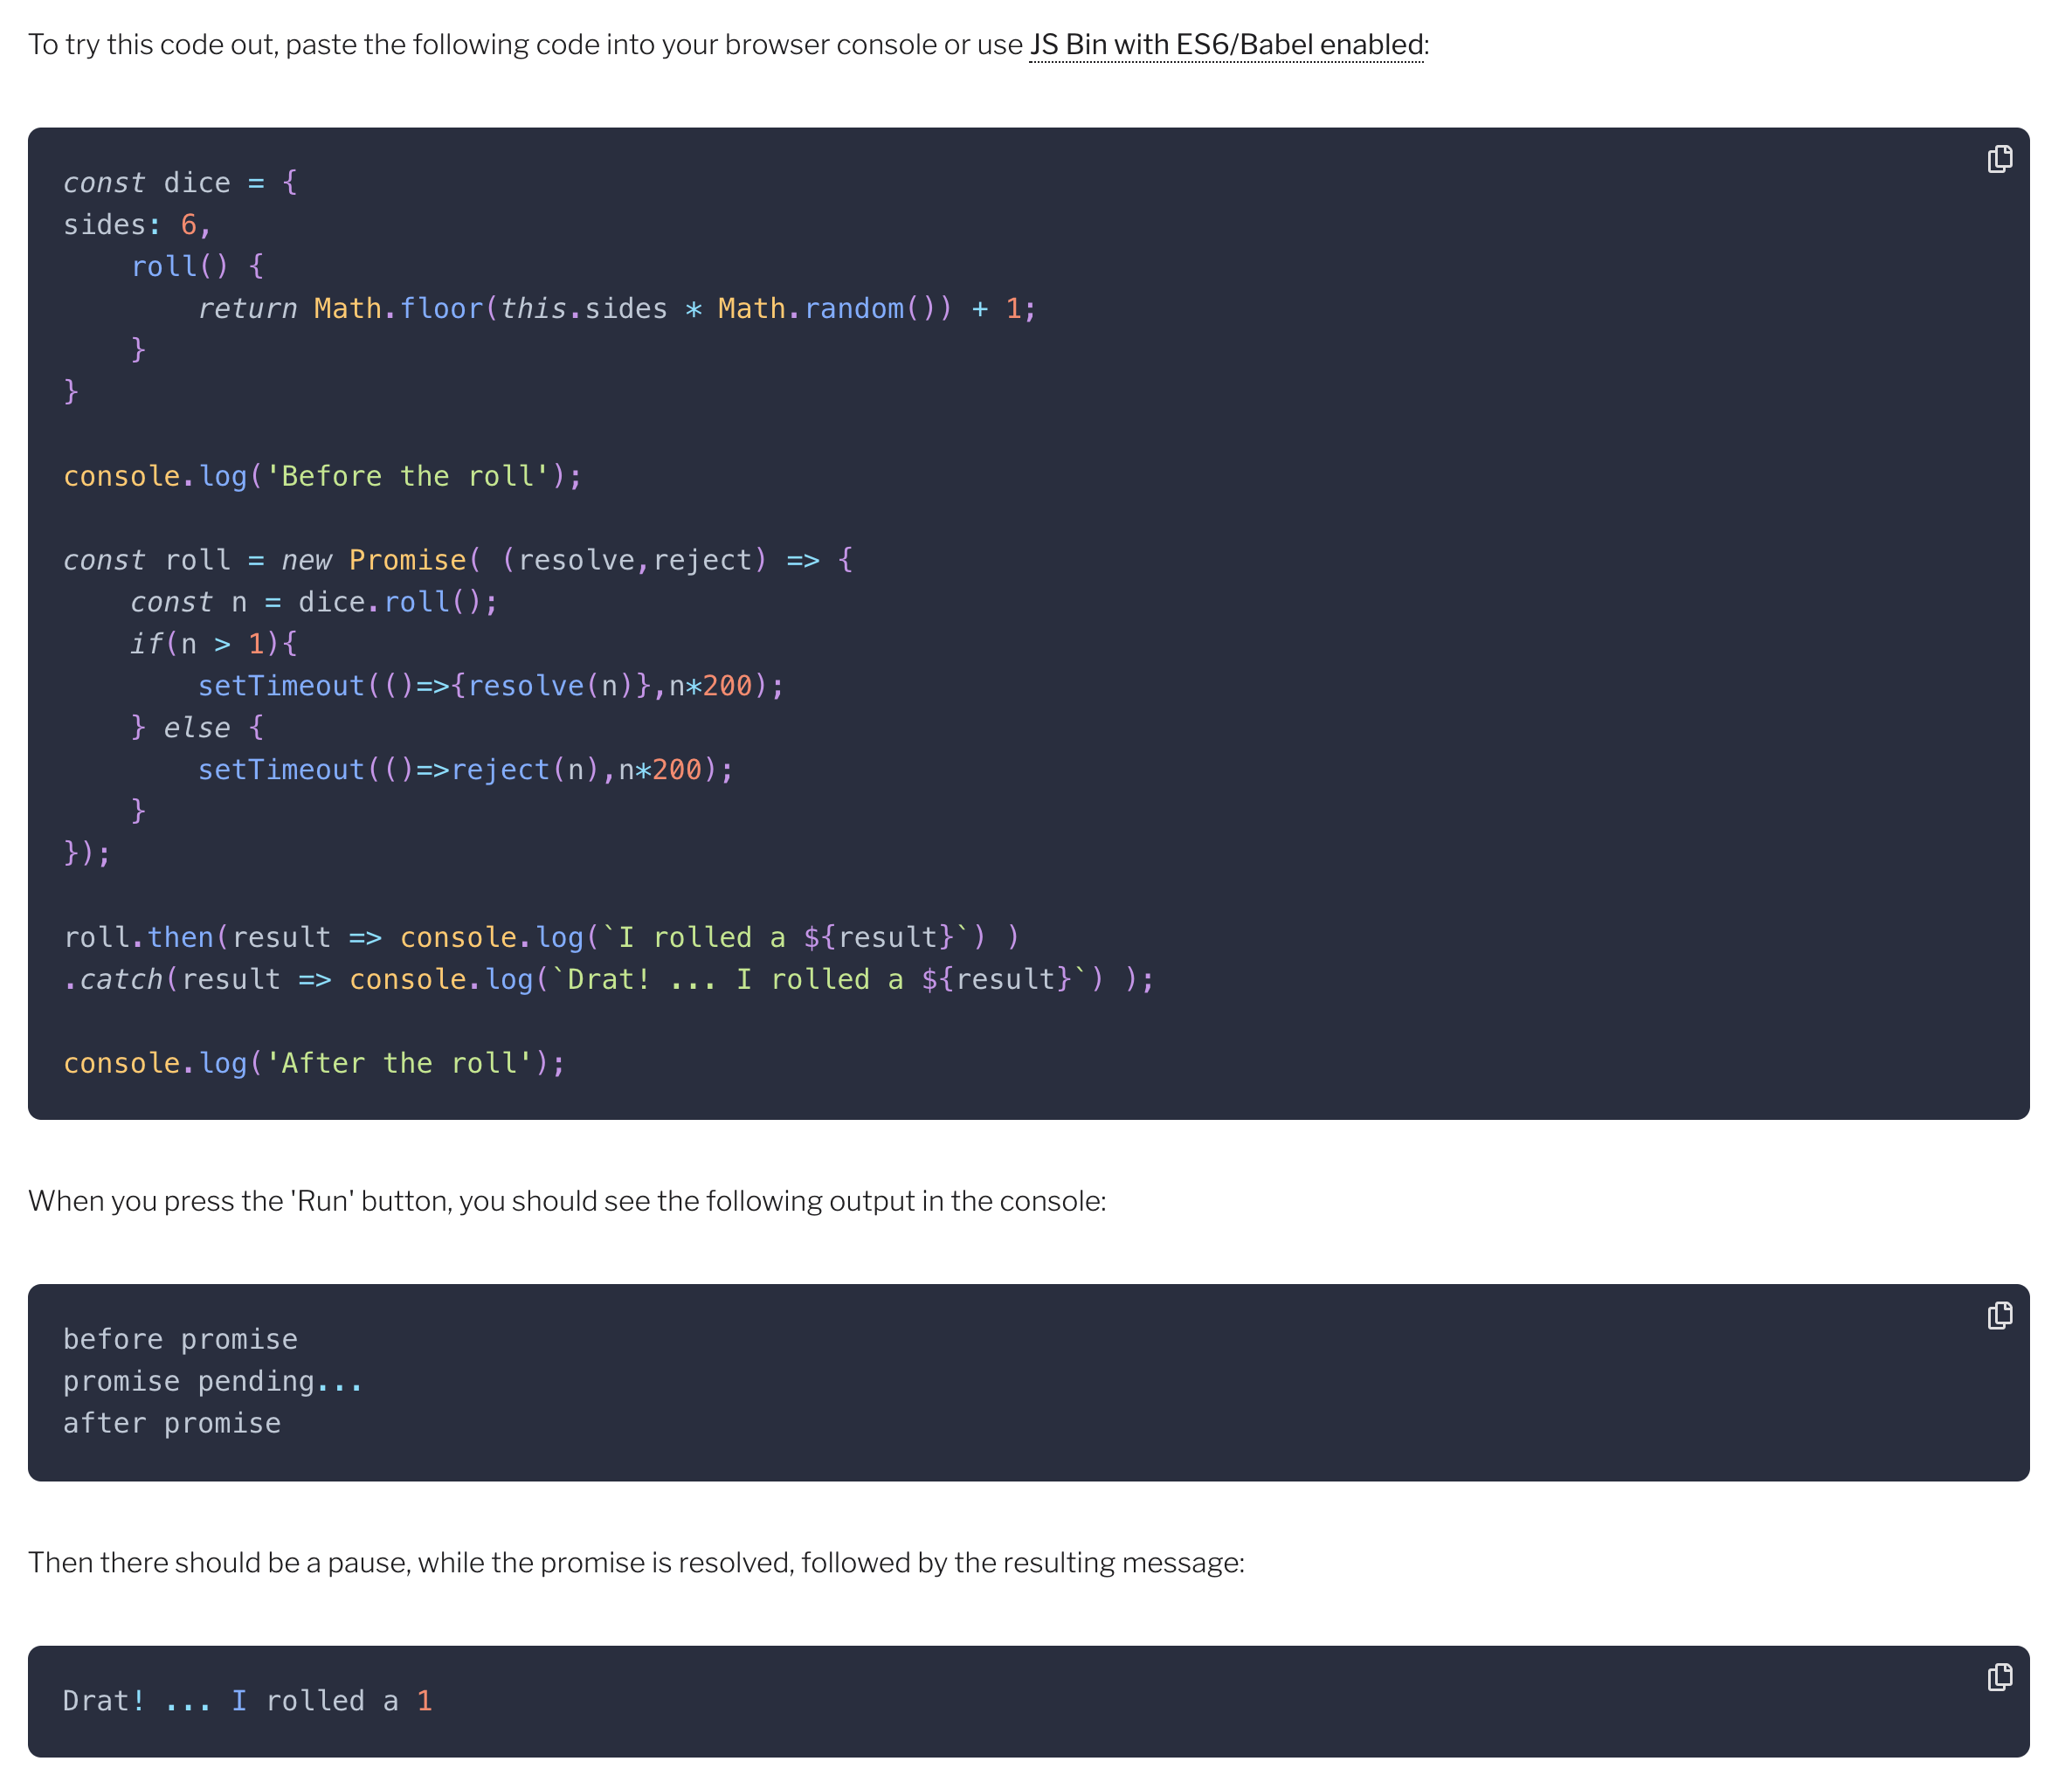 To try this code out, paste the following code into your browser console or use JS Bin with ES6/Babel enabled:
const dice = {
sides: 6,
    roll() {
        return Math.floor(this.sides * Math.random()) + 1;
    }
}
console.log('Before the roll');
const roll = new Promise( (resolve,reject) => {
    const n = dice.roll();
    if(n > 1){
        setTimeout(()=>{resolve(n)},n*200);
    } else {
        setTimeout(()=>reject(n),n*200);
    }
});
roll.then(result => console.log(`I rolled a ${result}`) )
.catch(result => console.log(`Drat! ... I rolled a ${result}`) );
console.log('After the roll');
When you press the 'Run' button, you should see the following output in the console:
before promise
promise pending...
after promise
Then there should be a pause, while the promise is resolved, followed by the resulting message:
Drat! ... I rolled a 1